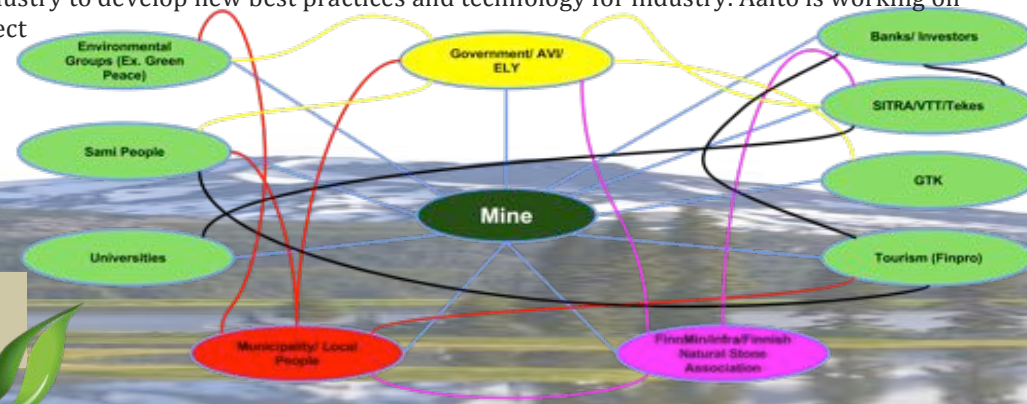 dustry to develop new best practices and technology for industry. Aalto is working on
ect
Environmental
Groups (Ex. Green
Peace)
Government/ AVI/
ELY
Banks/ Investors
SITRA/VTT/Tekes
Sami People
GTK
Mine
Universities
Tourism (Finpro)
Municipality/ Local
People
FinnMin/Infra/Finnish
Natural Stone
Association